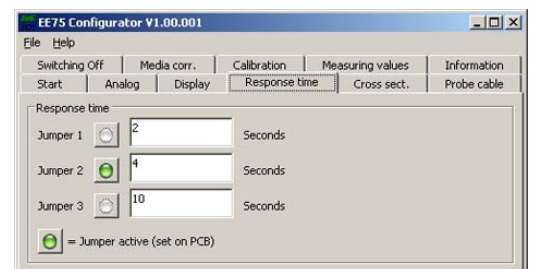 EE75 Configurator V1.00.001
File Help
Switching Off Media corr. Calibration Measuring values Information
Start Analog Display Response time Cross sect. Probe cable
Response time
Jumper 1 2 Seconds
Jumper 2 4 Seconds
Jumper 3 10 Seconds
= Jumper active (set on PCB)